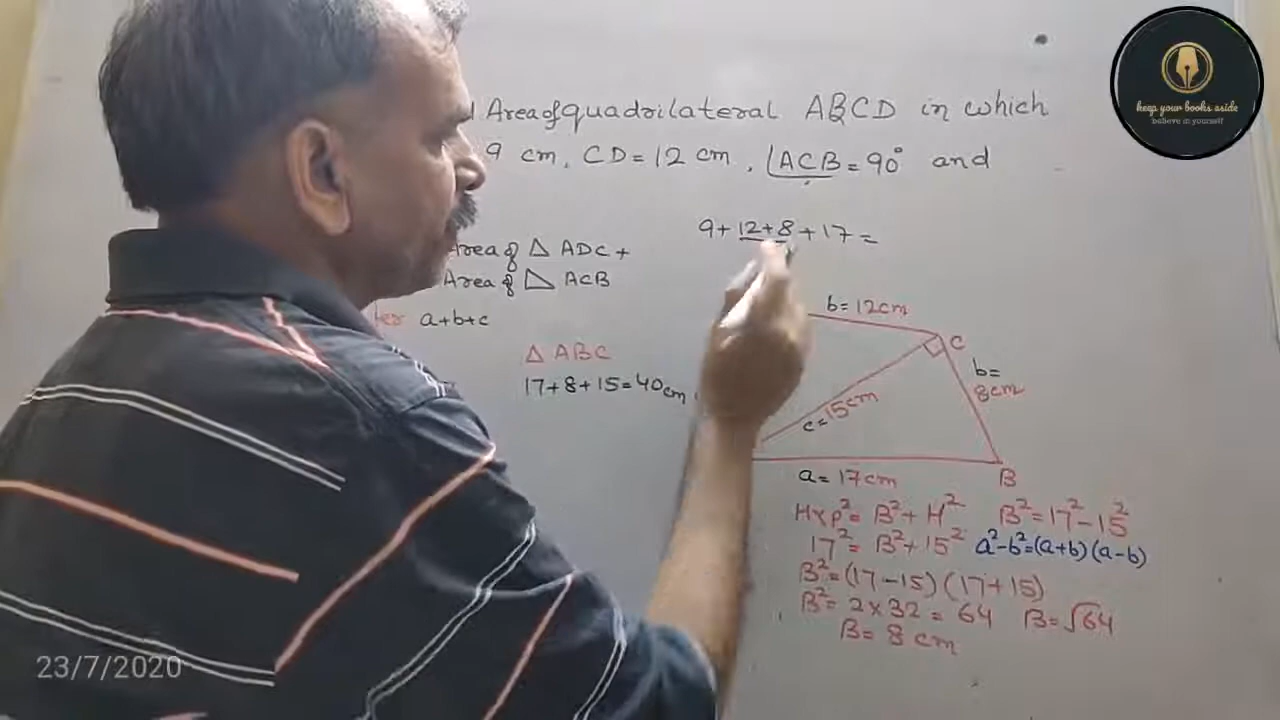 Area of quadrilateral ABCD in which
9 cm, CD = 12 cm, ∠ACB = 90° and
9 + 12 + 8 + 17 =
Area of △ ADC +
Area of ◺ ACB
a+b+c
△ ABC
17+8+15=40cm
b=12cm
C
b=
8cm
c=15cm
a=17cm
B
Hyp²= B²+H² B²=17²-15²
17²= B²+15² a²-b²=(a+b)(a-b)
B²=(17-15)(17+15)
B²= 2×32 = 64 B=√64
B= 8 cm
keep your books aside
believe in yourself
23/7/2020